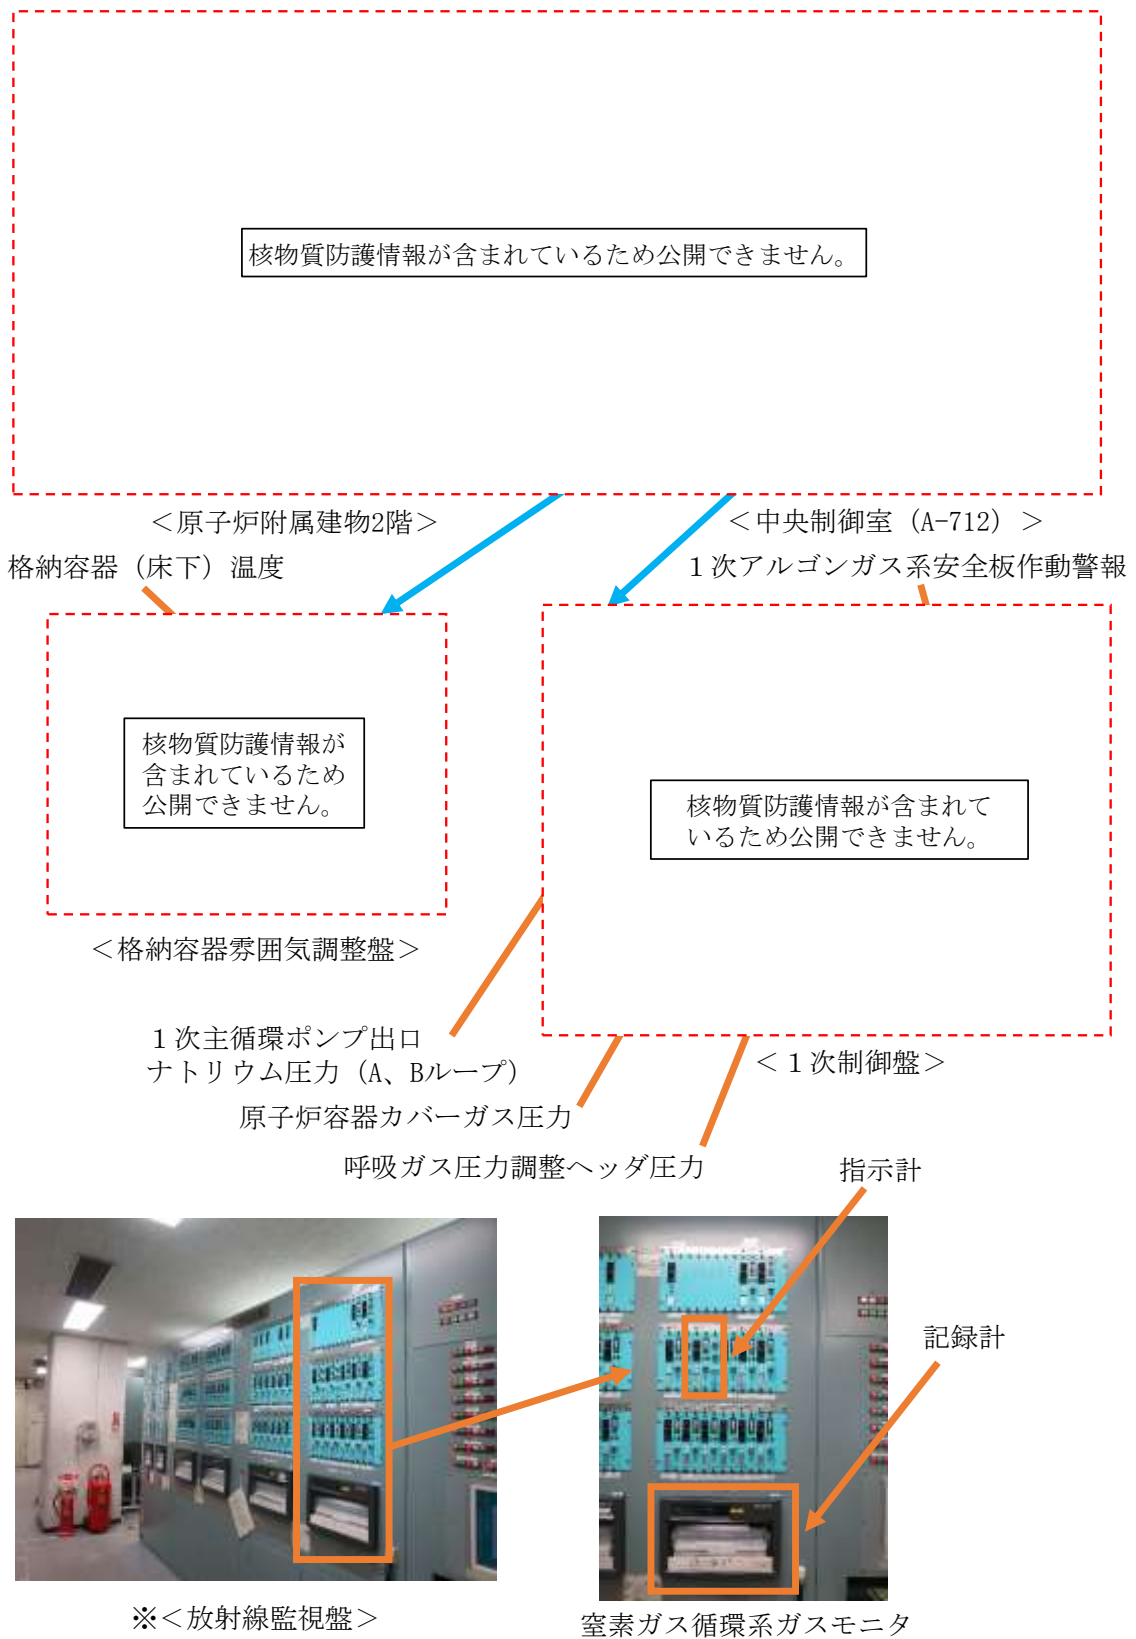 核物質防護情報が含まれているため公開できません。
＜原子炉附属建物2階＞
＜中央制御室（A-712）＞
格納容器（床下）温度
１次アルゴンガス系安全板作動警報
核物質防護情報が
含まれているため
公開できません。
核物質防護情報が含まれて
いるため公開できません。
＜格納容器雰囲気調整盤＞
１次主循環ポンプ出口
ナトリウム圧力（A、Bループ）
＜１次制御盤＞
原子炉容器カバーガス圧力
呼吸ガス圧力調整ヘッダ圧力
指示計
記録計
※＜放射線監視盤＞
窒素ガス循環系ガスモニタ